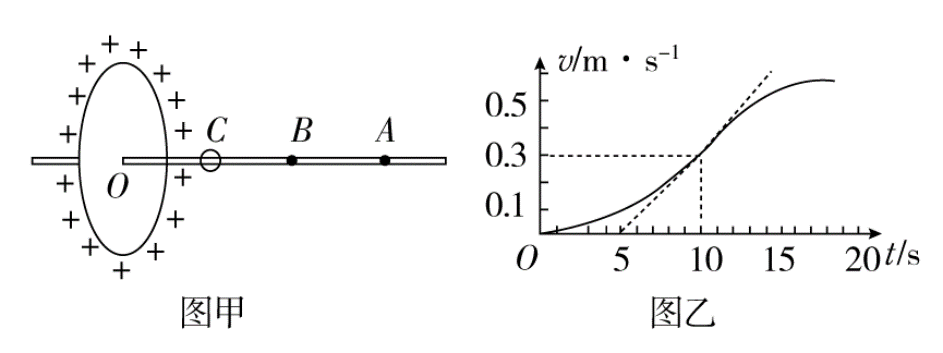 + + + + + + + + + + + + + + + + + +
C B A
O
图甲
v/m·s⁻¹
0.5
0.3
0.1
O 5 10 15 20 t/s
图乙